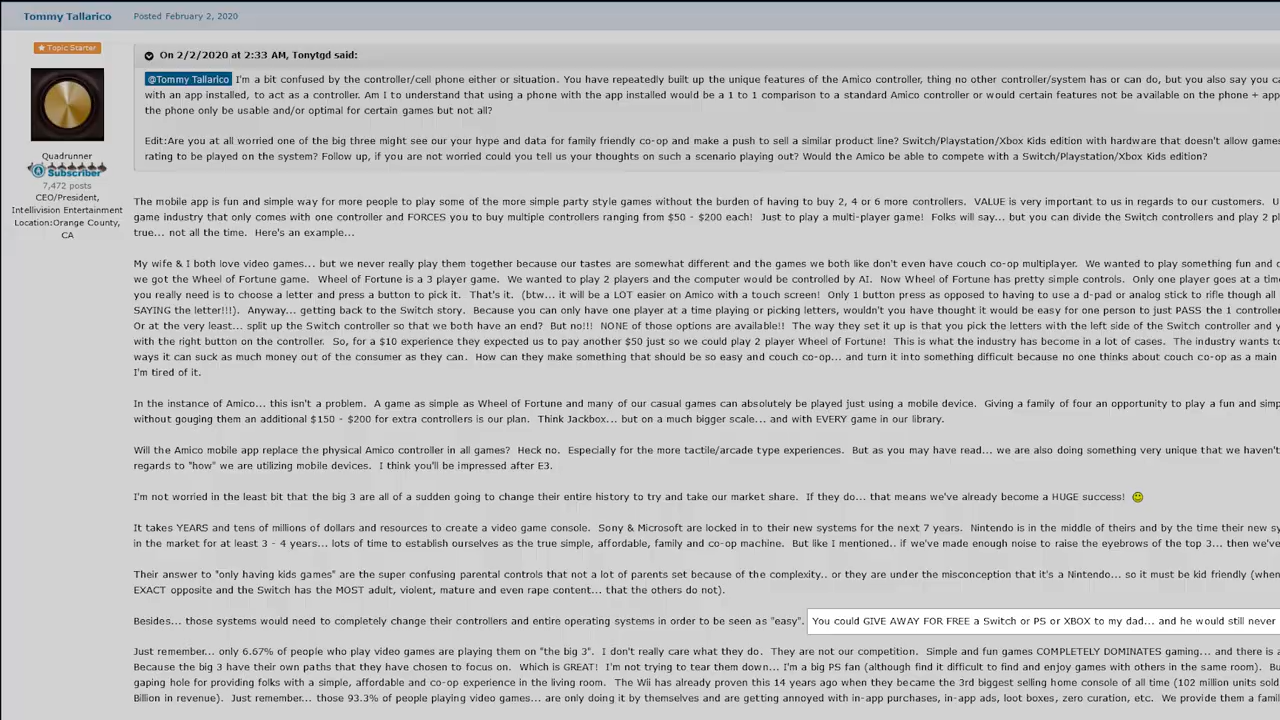 Tommy Tallarico
Posted February 2, 2020
Topic Starter
Quadrunner
Subscriber
7,472 posts
CEO/President,
Intellivision Entertainment
Location:Orange County,
CA
On 2/2/2020 at 2:33 AM, Tonytgd said:
@Tommy Tallarico I'm a bit confused by the controller/cell phone either or situation. You have repeatedly built up the unique features of the Amico controller, thing no other controller/system has or can do, but you also say you ca
with an app installed, to act as a controller. Am I to understand that using a phone with the app installed would be a 1 to 1 comparison to a standard Amico controller or would certain features not be available on the phone + app
the phone only be usable and/or optimal for certain games but not all?
Edit:Are you at all worried one of the big three might see our your hype and data for family friendly co-op and make a push to sell a similar product line? Switch/Playstation/Xbox Kids edition with hardware that doesn't allow games
rating to be played on the system? Follow up, if you are not worried could you tell us your thoughts on such a scenario playing out? Would the Amico be able to compete with a Switch/Playstation/Xbox Kids edition?
The mobile app is fun and simple way for more people to play some of the more simple party style games without the burden of having to buy 2, 4 or 6 more controllers. VALUE is very important to us in regards to our customers. U
game industry that only comes with one controller and FORCES you to buy multiple controllers ranging from $50 - $200 each! Just to play a multi-player game! Folks will say... but you can divide the Switch controllers and play 2 pl
true... not all the time. Here's an example...
My wife & I both love video games... but we never really play them together because our tastes are somewhat different and the games we both like don't even have couch co-op multiplayer. We wanted to play something fun and c
we got the Wheel of Fortune game. Wheel of Fortune is a 3 player game. We wanted to play 2 players and the computer would be controlled by AI. Now Wheel of Fortune has pretty simple controls. Only one player goes at a time
you really need is to choose a letter and press a button to pick it. That's it. (btw... it will be a LOT easier on Amico with a touch screen! Only 1 button press as opposed to having to use a d-pad or analog stick to rifle though all
SAYING the letter!!!). Anyway... getting back to the Switch story. Because you can only have one player at a time playing or picking letters, wouldn't you have thought it would be easy for one person to just PASS the 1 controller
Or at the very least... split up the Switch controller so that we both have an end? But no!!! NONE of those options are available!! The way they set it up is that you pick the letters with the left side of the Switch controller and y
with the right button on the controller. So, for a $10 experience they expected us to pay another $50 just so we could play 2 player Wheel of Fortune! This is what the industry has become in a lot of cases. The industry wants to
ways it can suck as much money out of the consumer as they can. How can they make something that should be so easy and couch co-op... and turn it into something difficult because no one thinks about couch co-op as a main
I'm tired of it.
In the instance of Amico... this isn't a problem. A game as simple as Wheel of Fortune and many of our casual games can absolutely be played just using a mobile device. Giving a family of four an opportunity to play a fun and simp
without gouging them an additional $150 - $200 for extra controllers is our plan. Think Jackbox... but on a much bigger scale... and with EVERY game in our library.
Will the Amico mobile app replace the physical Amico controller in all games? Heck no. Especially for the more tactile/arcade type experiences. But as you may have read... we are also doing something very unique that we haven't
regards to "how" we are utilizing mobile devices. I think you'll be impressed after E3.
I'm not worried in the least bit that the big 3 are all of a sudden going to change their entire history to try and take our market share. If they do... that means we've already become a HUGE success!
It takes YEARS and tens of millions of dollars and resources to create a video game console. Sony & Microsoft are locked in to their new systems for the next 7 years. Nintendo is in the middle of theirs and by the time their new sy
in the market for at least 3 - 4 years... lots of time to establish ourselves as the true simple, affordable, family and co-op machine. But like I mentioned.. if we've made enough noise to raise the eyebrows of the top 3... then we've
Their answer to "only having kids games" are the super confusing parental controls that not a lot of parents set because of the complexity.. or they are under the misconception that it's a Nintendo... so it must be kid friendly (when
EXACT opposite and the Switch has the MOST adult, violent, mature and even rape content... that the others do not).
Besides... those systems would need to completely change their controllers and entire operating systems in order to be seen as "easy". You could GIVE AWAY FOR FREE a Switch or PS or XBOX to my dad... and he would still never
Just remember... only 6.67% of people who play video games are playing them on "the big 3". I don't really care what they do. They are not our competition. Simple and fun games COMPLETELY DOMINATES gaming... and there is a
Because the big 3 have their own paths that they have chosen to focus on. Which is GREAT! I'm not trying to tear them down... I'm a big PS fan (although find it difficult to find and enjoy games with others in the same room). Bu
gaping hole for providing folks with a simple, affordable and co-op experience in the living room. The Wii has already proven this 14 years ago when they became the 3rd biggest selling home console of all time (102 million units sold
Billion in revenue). Just remember... those 93.3% of people playing video games... are only doing it by themselves and are getting annoyed with in-app purchases, in-app ads, loot boxes, zero curation, etc. We provide them a famil